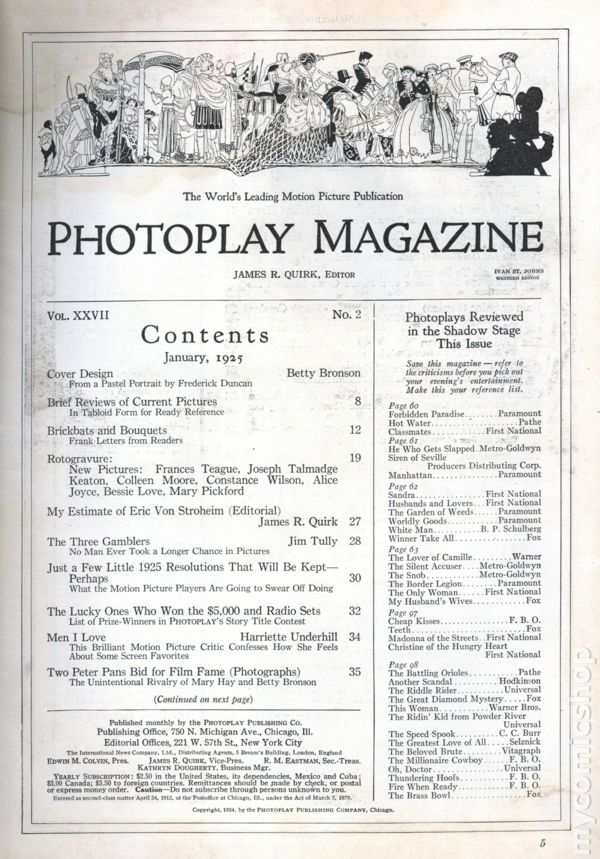 The World's Leading Motion Picture Publication
PHOTOPLAY MAGAZINE
JAMES R. QUIRK, EDITOR
IVAN ST. JOHNS
WESTERN EDITOR
VOL. XXVII
No. 2
Contents
January, 1925
Cover Design Betty Bronson
From a Pastel Portrait by Frederick Duncan
Brief Reviews of Current Pictures 8
In Tabloid Form for Ready Reference
Brickbats and Bouquets 12
Frank Letters from Readers
Rotogravure: 19
New Pictures: Frances Teague, Joseph Talmadge
Keaton, Colleen Moore, Constance Wilson, Alice
Joyce, Bessie Love, Mary Pickford
My Estimate of Eric Von Stroheim (Editorial)
James R. Quirk 27
The Three Gamblers Jim Tully 28
No Man Ever Took a Longer Chance in Pictures
Just a Few Little 1925 Resolutions That Will Be Kept—
Perhaps 30
What the Motion Picture Players Are Going to Swear Off Doing
The Lucky Ones Who Won the $5,000 and Radio Sets 32
List of Prize-Winners in PHOTOPLAY'S Story Title Contest
Men I Love Harriette Underhill 34
This Brilliant Motion Picture Critic Confesses How She Feels
About Some Screen Favorites
Two Peter Pans Bid for Film Fame (Photographs) 35
The Unintentional Rivalry of Mary Hay and Betty Bronson
(Continued on next page)
Published monthly by the PHOTOPLAY PUBLISHING CO.
Publishing Office, 750 N. Michigan Ave., Chicago, Ill.
Editorial Offices, 221 W. 57th St., New York City
The International News Company, Ltd., Distributing Agents, 5 Bream's Building, London, England
EDWIN M. COLVIN, Pres. JAMES R. QUIRK, Vice-Pres. R. M. EASTMAN, Sec.-Treas.
KATHRYN DOUGHERTY, Business Mgr.
YEARLY SUBSCRIPTION: $2.50 in the United States, its dependencies, Mexico and Cuba;
$3.00 Canada; $3.50 to foreign countries. Remittances should be made by check, or postal
or express money order. Caution—Do not subscribe through persons unknown to you.
Entered as second-class matter April 24, 1912, at the Postoffice at Chicago, Ill., under the Act of March 3, 1879.
Copyright, 1924, by the PHOTOPLAY PUBLISHING COMPANY, Chicago.
Photoplays Reviewed
in the Shadow Stage
This Issue
Save this magazine — refer to
the criticisms before you pick out
your evening's entertainment.
Make this your reference list.
Page 60
Forbidden Paradise........Paramount
Hot Water................Pathe
Classmates............First National
Page 61
He Who Gets Slapped..Metro-Goldwyn
Siren of Seville
Producers Distributing Corp.
Manhattan...............Paramount
Page 62
Sandra...............First National
Husbands and Lovers...First National
The Garden of Weeds......Paramount
Worldly Goods...........Paramount
White Man.........B. P. Schulberg
Winner Take All..............Fox
Page 63
The Lover of Camille.........Warner
The Silent Accuser....Metro-Goldwyn
The Snob............Metro-Goldwyn
The Border Legion........Paramount
The Only Woman......First National
My Husband's Wives...........Fox
Page 97
Cheap Kisses..............F. B. O.
Teeth......................Fox
Madonna of the Streets..First National
Christine of the Hungry Heart
First National
Page 98
The Battling Orioles..........Pathe
Another Scandal.........Hodkinson
The Riddle Rider.........Universal
The Great Diamond Mystery.....Fox
This Woman...........Warner Bros.
The Ridin' Kid from Powder River
Universal
The Speed Spook.........C. C. Burr
The Greatest Love of All.....Selznick
The Beloved Brute........Vitagraph
The Millionaire Cowboy.....F. B. O.
Oh, Doctor..............Universal
Thundering Hoofs..........F. B. O.
Fire When Ready..........F. B. O.
The Brass Bowl..............Fox
5
mycomicshop